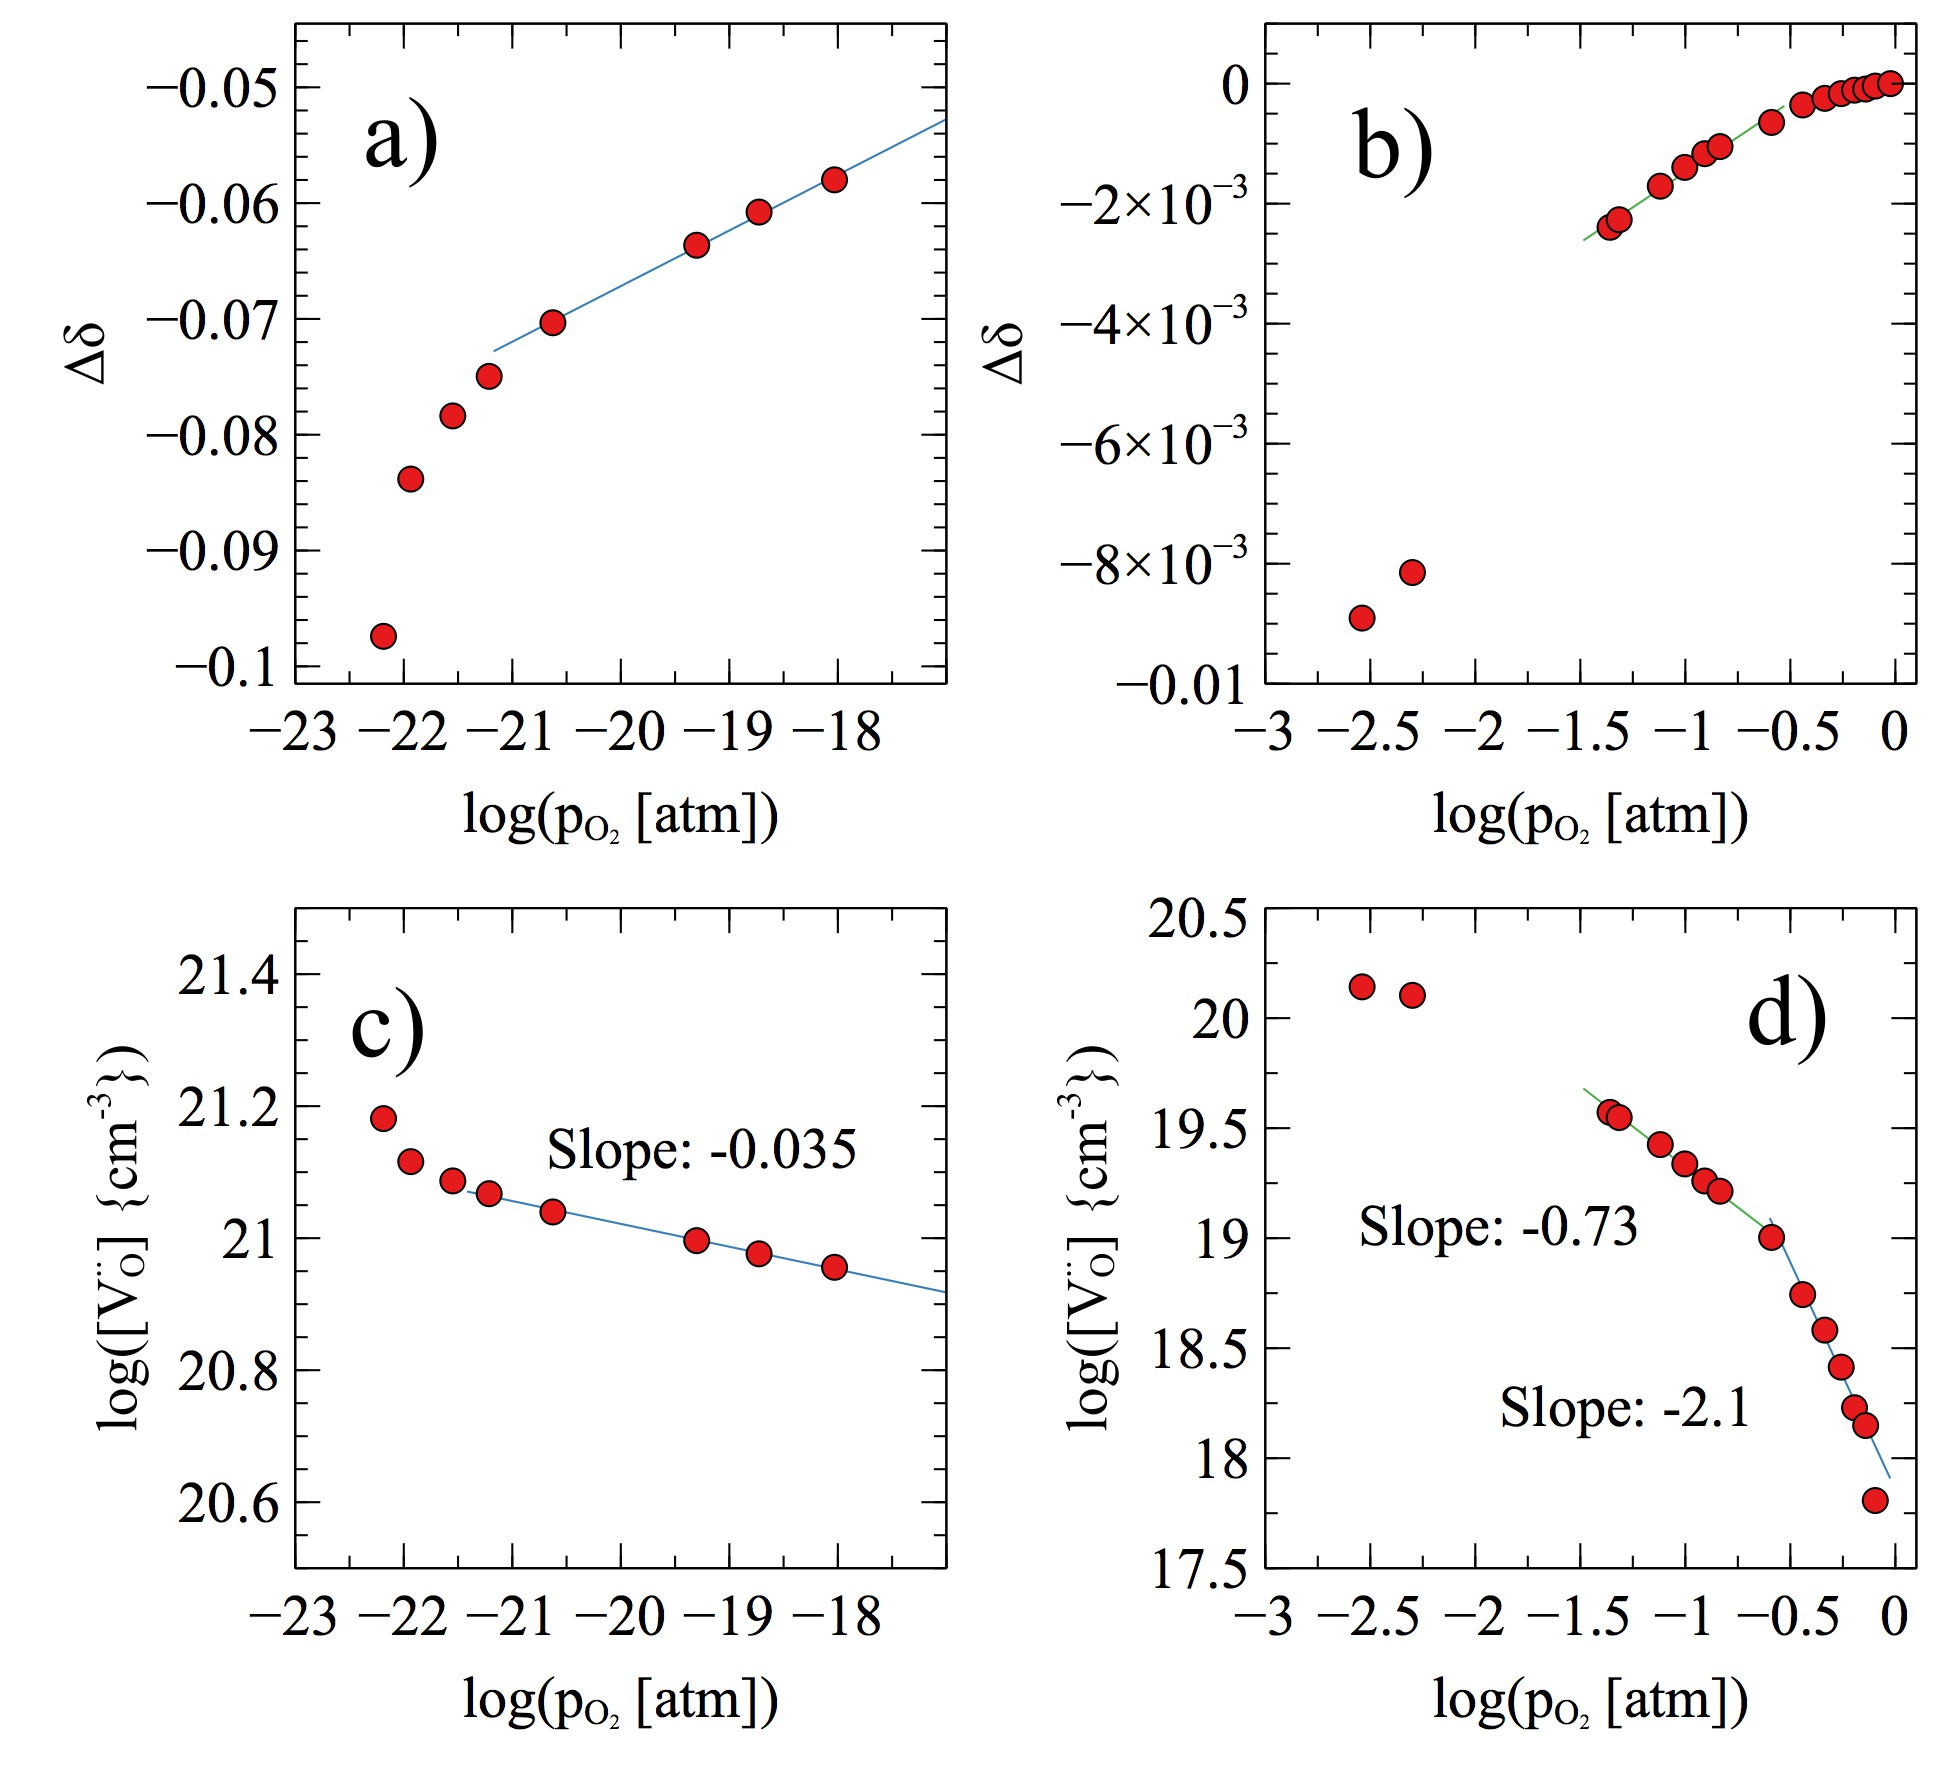 a)
−0.05
−0.06
−0.07
−0.08
−0.09
−0.1
Δδ
−23 −22 −21 −20 −19 −18
log(pO₂ [atm])
b)
0
−2×10⁻³
−4×10⁻³
−6×10⁻³
−8×10⁻³
−0.01
Δδ
−3 −2.5 −2 −1.5 −1 −0.5 0
log(pO₂ [atm])
c)
21.4
21.2
21
20.8
20.6
Slope: -0.035
log([V̈O] {cm⁻³})
−23 −22 −21 −20 −19 −18
log(pO₂ [atm])
d)
20.5
20
19.5
19
18.5
18
17.5
Slope: -0.73
Slope: -2.1
log([V̈O] {cm⁻³})
−3 −2.5 −2 −1.5 −1 −0.5 0
log(pO₂ [atm])